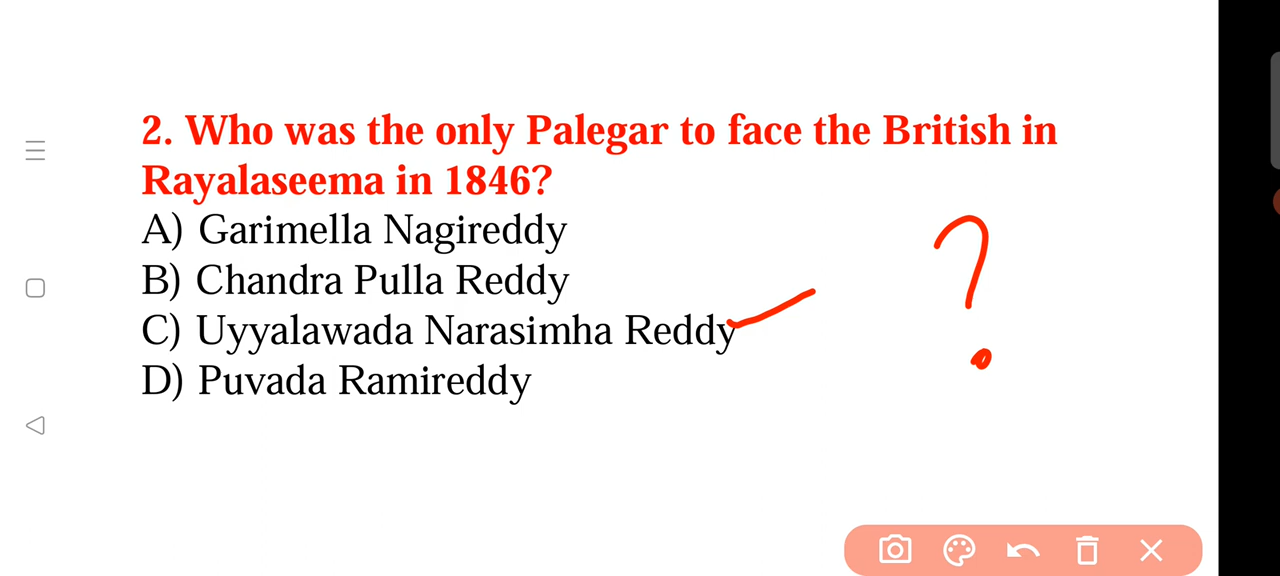 2. Who was the only Palegar to face the British in
Rayalaseema in 1846?
A) Garimella Nagireddy
B) Chandra Pulla Reddy
C) Uyyalawada Narasimha Reddy
D) Puvada Ramireddy
?